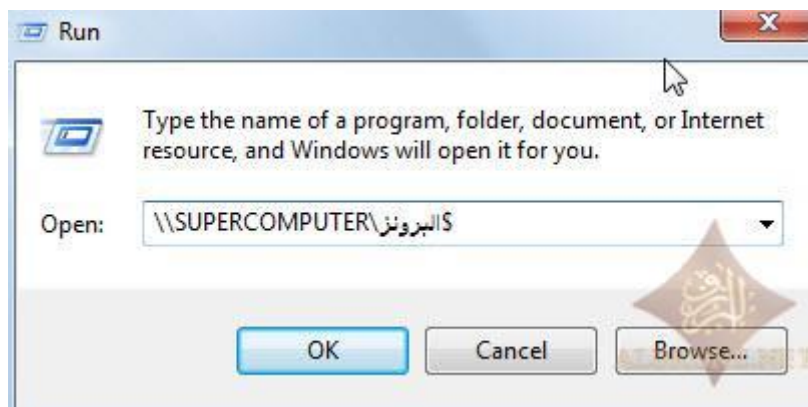 Run
Type the name of a program, folder, document, or Internet
resource, and Windows will open it for you.
Open: \\SUPERCOMPUTER\البرونز$
OK Cancel Browse...